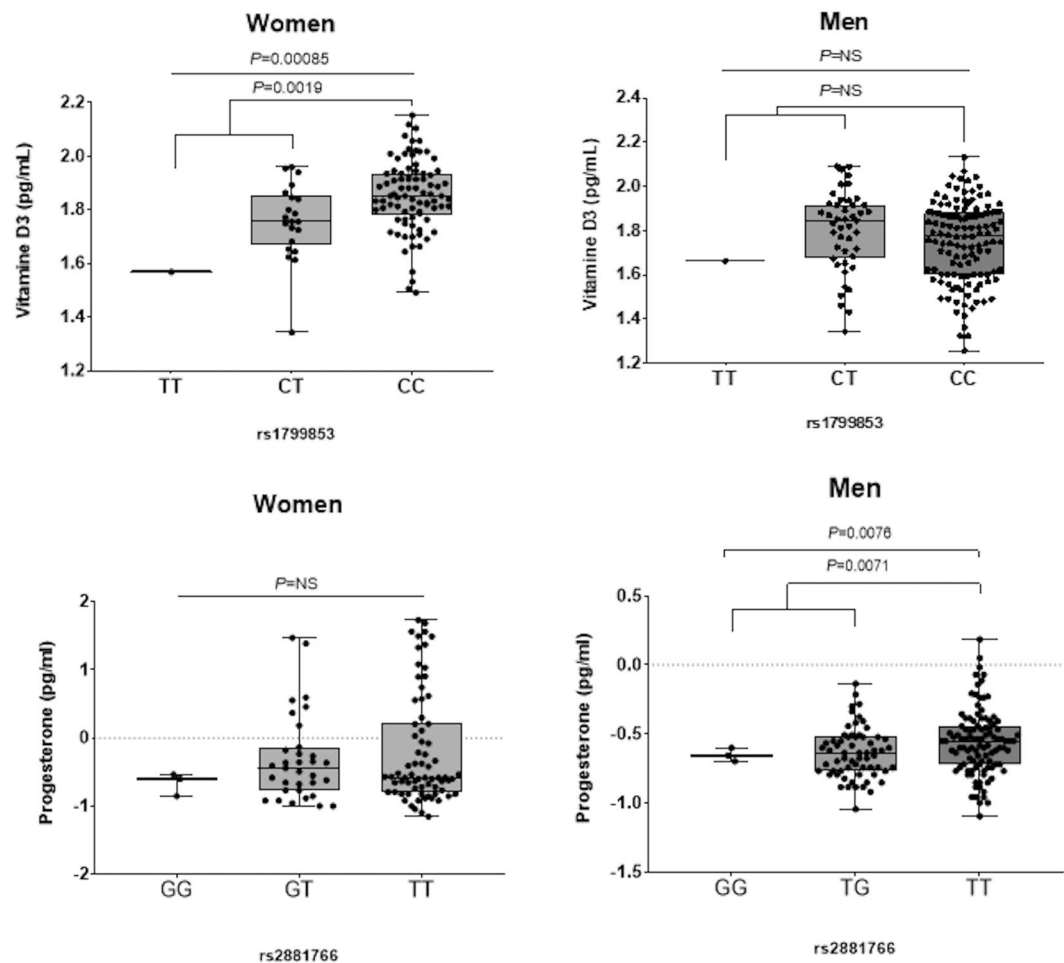 Women
P=0.00085
P=0.0019
Vitamine D3 (pg/mL)
2.2
2.0
1.8
1.6
1.4
1.2
TT CT CC
rs1799853
Men
P=NS
P=NS
Vitamine D3 (pg/mL)
2.4
2.2
2.0
1.8
1.6
1.4
1.2
TT CT CC
rs1799853
Women
P=NS
Progesterone (pg/ml)
2
1
0
-1
-2
GG GT TT
rs2881766
Men
P=0.0076
P=0.0071
Progesterone (pg/ml)
0.5
0.0
-0.5
-1.0
-1.5
GG TG TT
rs2881766